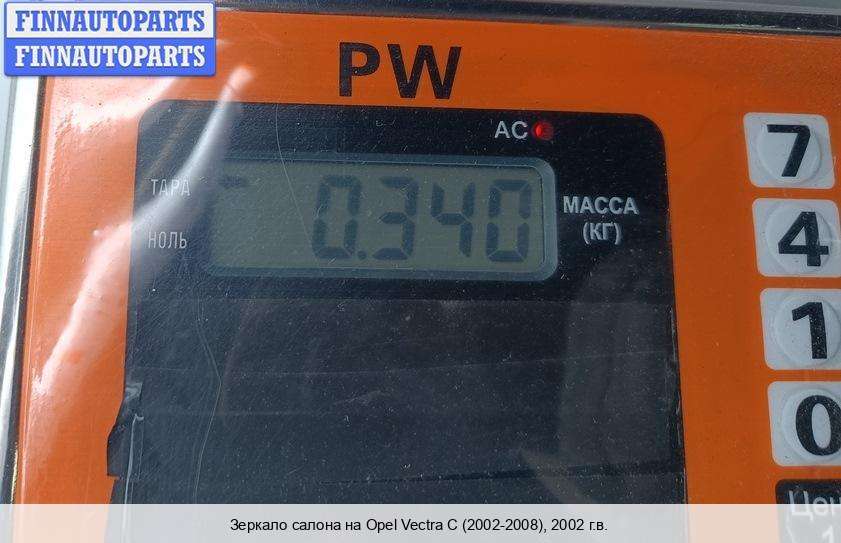 FINNAUTOPARTS
FINNAUTOPARTS
PW
AC
7
ТАРА
0.340
МАССА
(КГ)
НОЛЬ
4
1
0
Зеркало салона на Opel Vectra C (2002-2008), 2002 г.в.